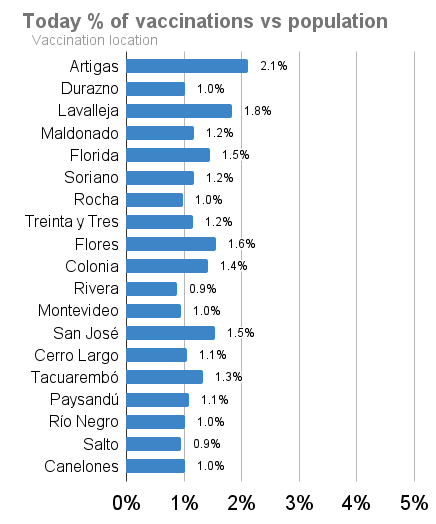 Today % of vaccinations vs population
Vaccination location
Artigas 2.1%
Durazno 1.0%
Lavalleja 1.8%
Maldonado 1.2%
Florida 1.5%
Soriano 1.2%
Rocha 1.0%
Treinta y Tres 1.2%
Flores 1.6%
Colonia 1.4%
Rivera 0.9%
Montevideo 1.0%
San José 1.5%
Cerro Largo 1.1%
Tacuarembó 1.3%
Paysandú 1.1%
Río Negro 1.0%
Salto 0.9%
Canelones 1.0%
0% 1% 2% 3% 4% 5%